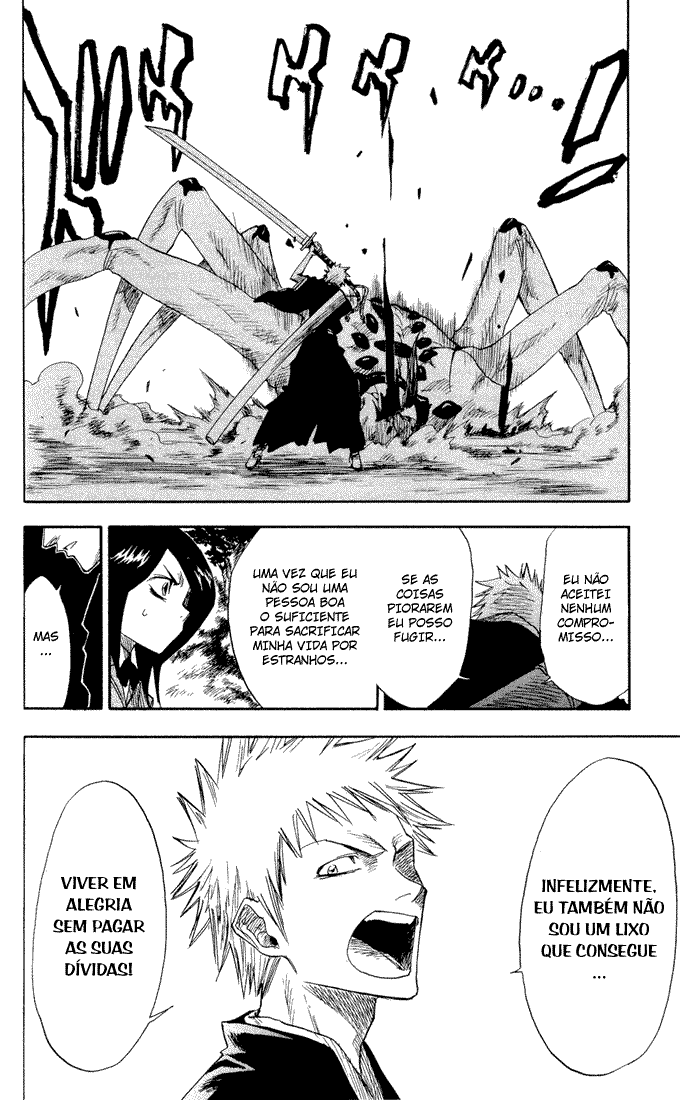 EU NÃO
ACEITEI
NENHUM
COMPRO-
MISSO...
SE AS
COISAS
PIORAREM
EU POSSO
FUGIR...
UMA VEZ QUE EU
NÃO SOU UMA
PESSOA BOA
O SUFICIENTE
PARA SACRIFICAR
MINHA VIDA POR
ESTRANHOS...
MAS
...
INFELIZMENTE,
EU TAMBÉM NÃO
SOU UM LIXO
QUE CONSEGUE
...
VIVER EM
ALEGRIA
SEM PAGAR
AS SUAS
DÍVIDAS!